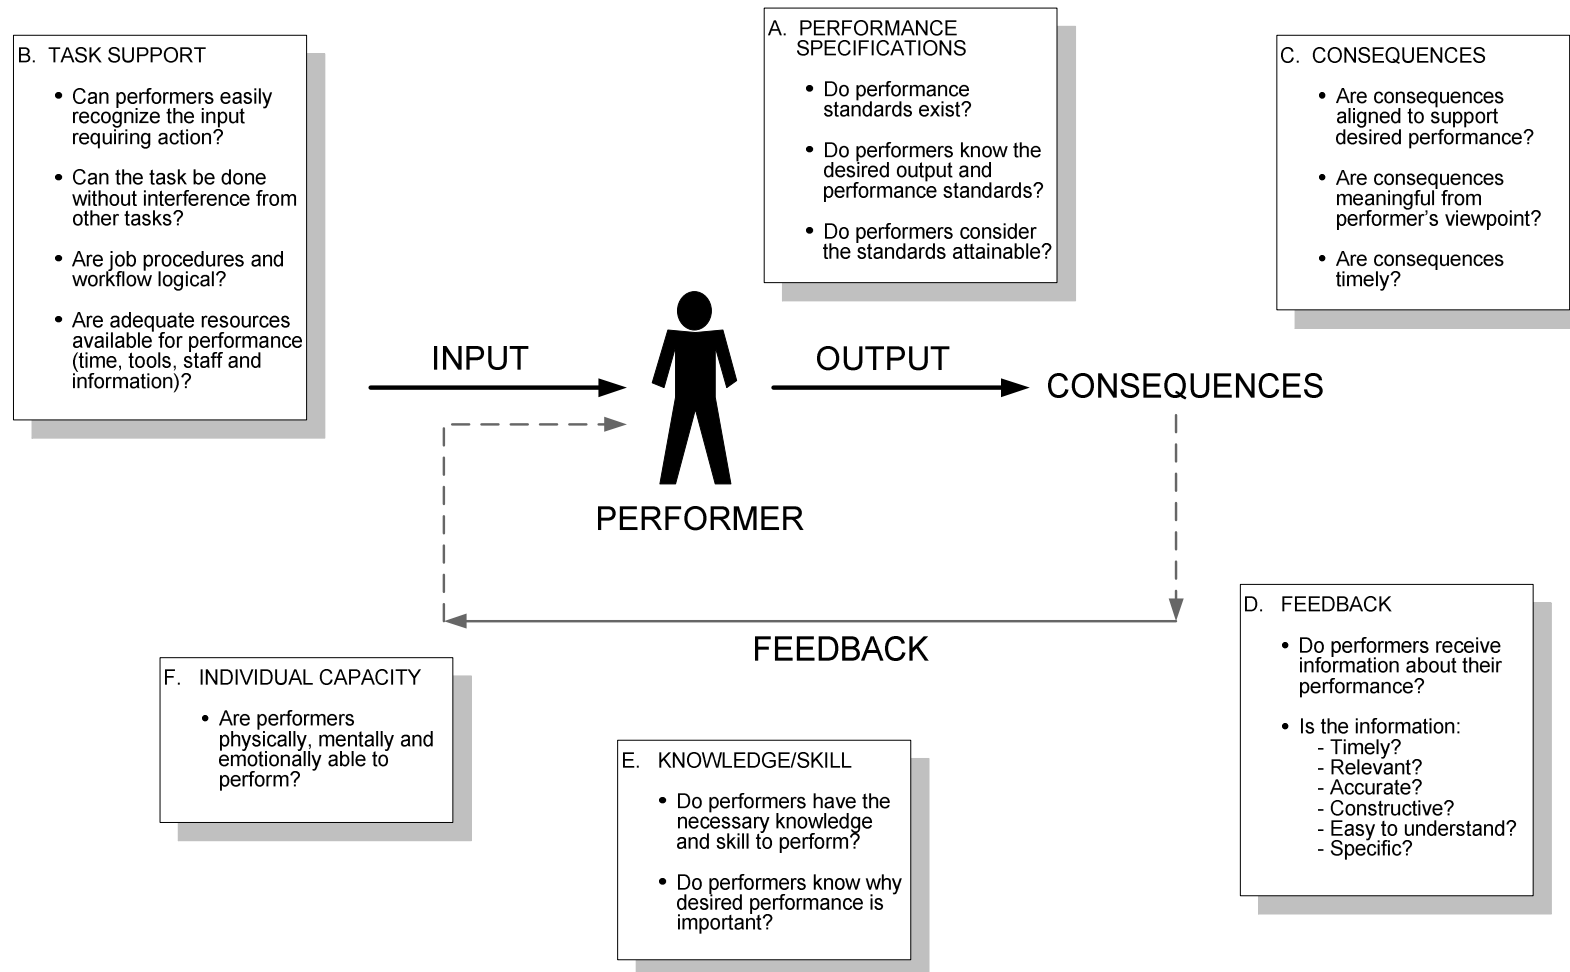 B. TASK SUPPORT
• Can performers easily
recognize the input
requiring action?
• Can the task be done
without interference from
other tasks?
• Are job procedures and
workflow logical?
• Are adequate resources
available for performance
(time, tools, staff and
information)?
A. PERFORMANCE
SPECIFICATIONS
• Do performance
standards exist?
• Do performers know the
desired output and
performance standards?
• Do performers consider
the standards attainable?
C. CONSEQUENCES
• Are consequences
aligned to support
desired performance?
• Are consequences
meaningful from
performer’s viewpoint?
• Are consequences
timely?
INPUT
OUTPUT
CONSEQUENCES
PERFORMER
FEEDBACK
F. INDIVIDUAL CAPACITY
• Are performers
physically, mentally and
emotionally able to
perform?
E. KNOWLEDGE/SKILL
• Do performers have the
necessary knowledge
and skill to perform?
• Do performers know why
desired performance is
important?
D. FEEDBACK
• Do performers receive
information about their
performance?
• Is the information:
- Timely?
- Relevant?
- Accurate?
- Constructive?
- Easy to understand?
- Specific?